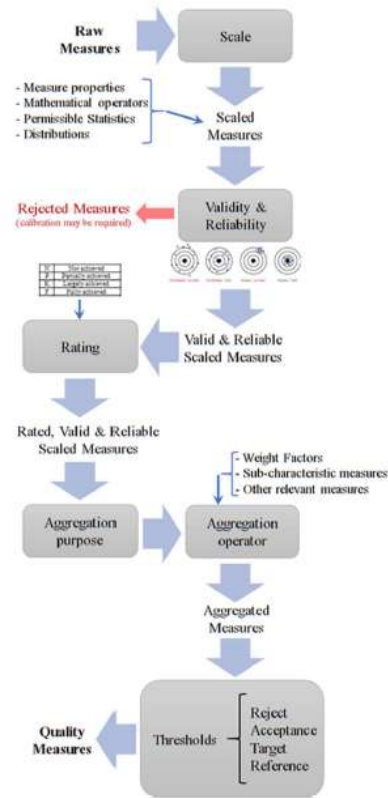 Raw
Measures
Scale
- Measure properties
- Mathematical operators
- Permissible Statistics
- Distributions
Scaled
Measures
Rejected Measures
(calibration may be required)
Validity &
Reliability
N Not achieved
P Partially achieved
Largely achieved
F Fully achieved
Rating
Valid & Reliable
Scaled Measures
Rated, Valid & Reliable
Scaled Measures
- Weight Factors
- Sub-characteristic measures
- Other relevant measures
Aggregation
purpose
Aggregation
operator
Aggregated
Measures
Quality
Measures
Thresholds
Reject
Acceptance
Target
Reference